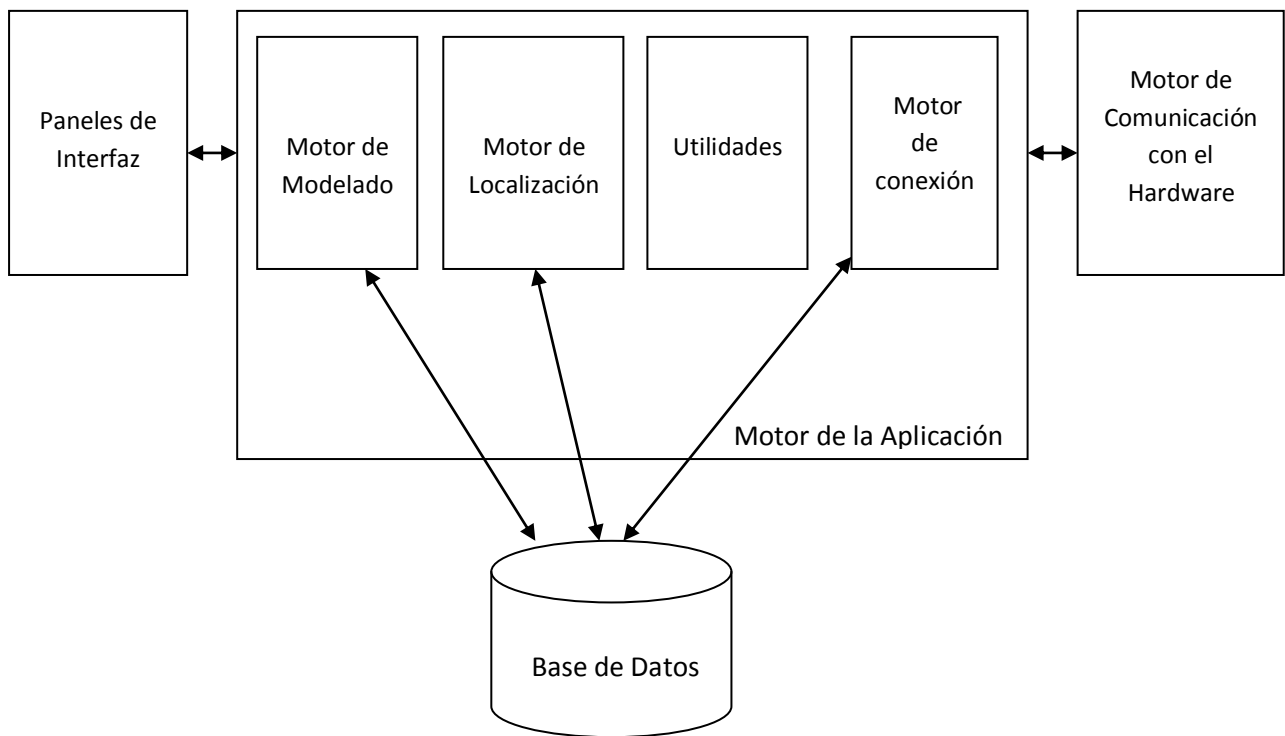 Paneles de
Interfaz
Motor de
Modelado
Motor de
Localización
Utilidades
Motor
de
conexión
Motor de
Comunicación
con el
Hardware
Motor de la Aplicación
Base de Datos